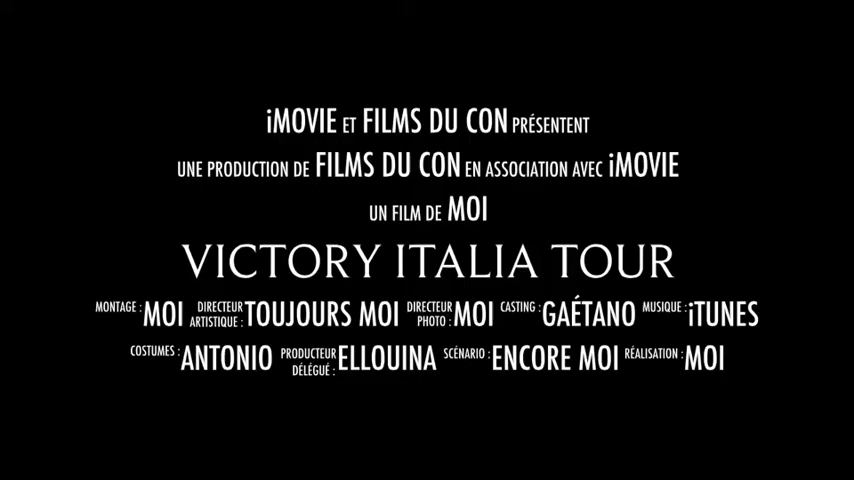 iMOVIE ET FILMS DU CON PRÉSENTENT
UNE PRODUCTION DE FILMS DU CON EN ASSOCIATION AVEC iMOVIE
UN FILM DE MOI
VICTORY ITALIA TOUR
MONTAGE : MOI DIRECTEUR ARTISTIQUE : TOUJOURS MOI DIRECTEUR PHOTO : MOI CASTING : GAÉTANO MUSIQUE : iTUNES
COSTUMES : ANTONIO PRODUCTEUR DÉLÉGUÉ : ELLOUINA SCÉNARIO : ENCORE MOI RÉALISATION : MOI